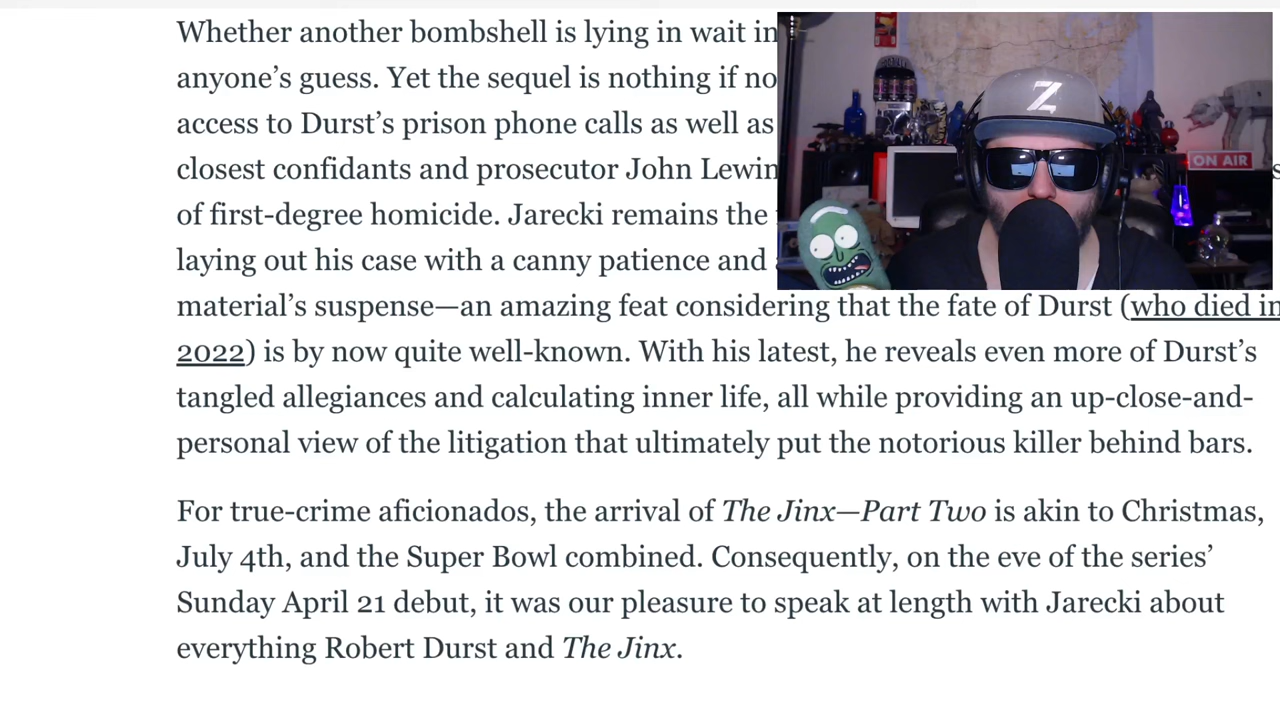 Whether another bombshell is lying in wait in
anyone’s guess. Yet the sequel is nothing if no
access to Durst’s prison phone calls as well as
closest confidants and prosecutor John Lewin
of first-degree homicide. Jarecki remains the
laying out his case with a canny patience and
material’s suspense—an amazing feat considering that the fate of Durst (who died in
2022) is by now quite well-known. With his latest, he reveals even more of Durst’s
tangled allegiances and calculating inner life, all while providing an up-close-and-
personal view of the litigation that ultimately put the notorious killer behind bars.
For true-crime aficionados, the arrival of The Jinx—Part Two is akin to Christmas,
July 4th, and the Super Bowl combined. Consequently, on the eve of the series’
Sunday April 21 debut, it was our pleasure to speak at length with Jarecki about
everything Robert Durst and The Jinx.
Z
ON AIR